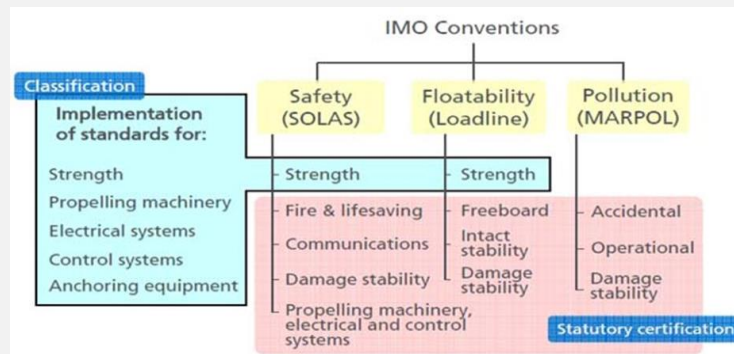 IMO Conventions
Classification
Implementation
of standards for:
Strength
Propelling machinery
Electrical systems
Control systems
Anchoring equipment
Safety
(SOLAS)
Strength
Fire & lifesaving
Communications
Damage stability
Propelling machinery,
electrical and control
systems
Floatability
(Loadline)
Strength
Freeboard
Intact
stability
Damage
stability
Pollution
(MARPOL)
Accidental
Operational
Damage
stability
Statutory certification